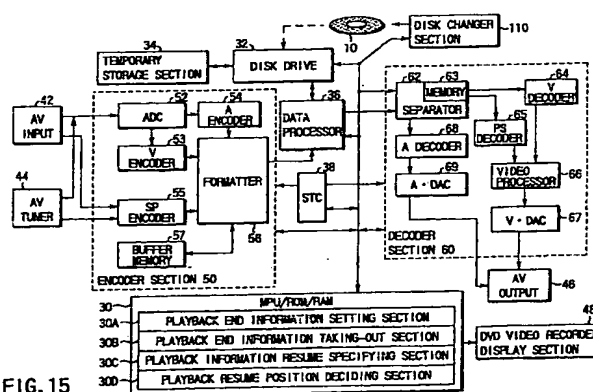 34
TEMPORARY
STORAGE SECTION
32
DISK DRIVE
10
DISK CHANGER
SECTION
110
42
AV
INPUT
44
AV
TUNER
52
ADC
54
A
ENCODER
53
V
ENCODER
55
SP
ENCODER
57
BUFFER
MEMORY
FORMATTER
56
ENCODER SECTION 50
36
DATA
PROCESSOR
38
STC
62
63
MEMORY
SEPARATOR
64
V
DECODER
65
PS
DECODER
68
A DECODER
69
A・DAC
VIDEO
PROCESSOR
66
V・DAC
67
DECODER
SECTION 60
AV
OUTPUT
46
30
MPU/ROM/RAM
30A
PLAYBACK END INFORMATION SETTING SECTION
30B
PLAYBACK END INFORMATION TAKING-OUT SECTION
30C
PLAYBACK INFORMATION RESUME SPECIFYING SECTION
30D
PLAYBACK RESUME POSITION DECIDING SECTION
48
DVD VIDEO RECORDER
DISPLAY SECTION
FIG. 15